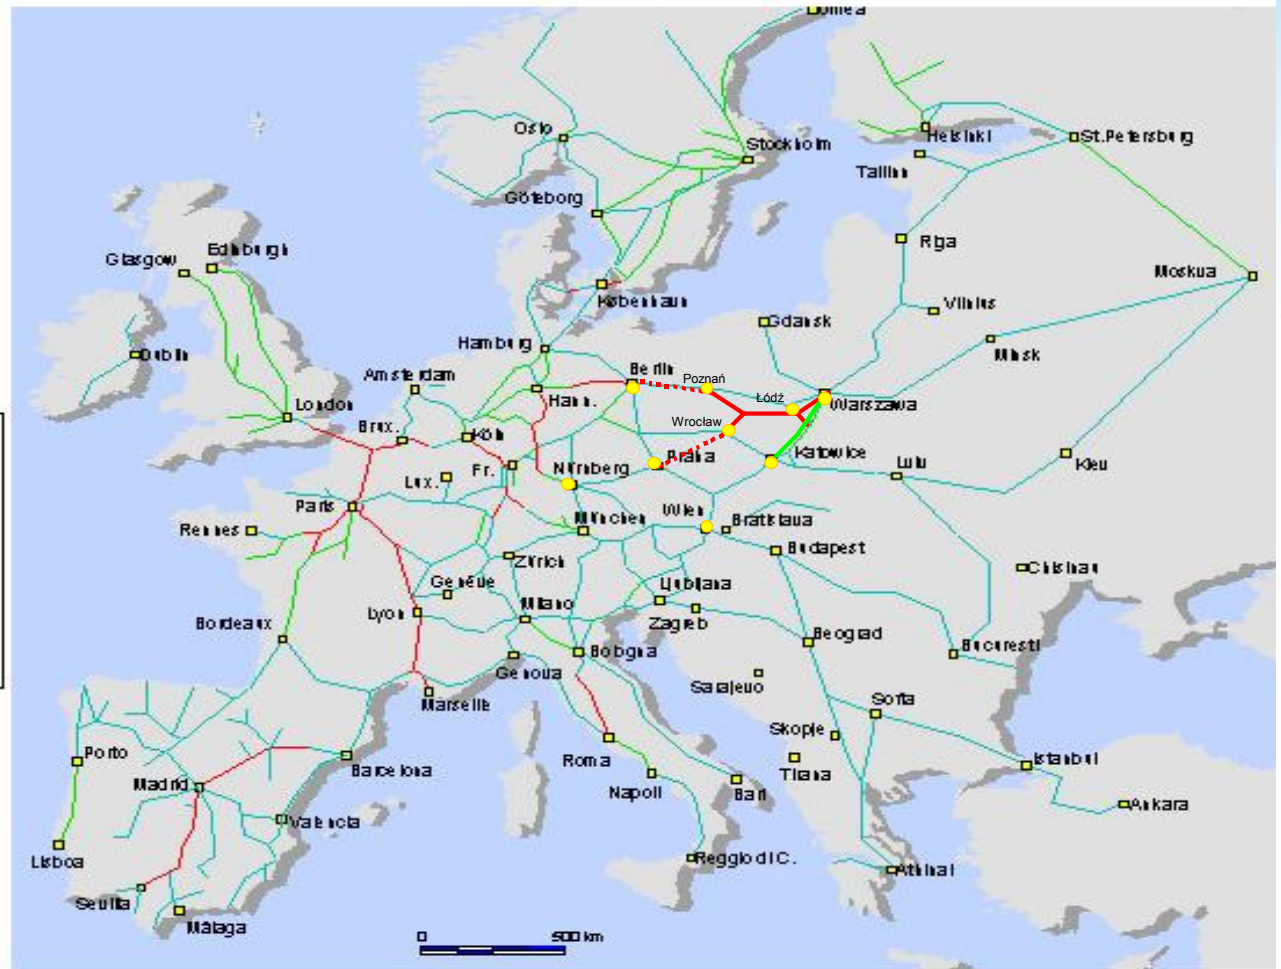 Oslo
Stockholm
Helsinki
St.Petersburg
Tallinn
Göteborg
Riga
Edinburgh
Glasgow
Moskva
København
Vilnius
Gdansk
Dublin
Hamburg
Minsk
Berlin
Poznań
Amsterdam
Hann.
Łódź
Warszawa
London
Wrocław
Brux.
Köln
Praha
Katowice
Lviv
Kiev
Fr.
Nürnberg
Lux.
Paris
Wien
Bratislava
München
Rennes
Budapest
Zürich
Chisinau
Genève
Ljubljana
Milano
Lyon
Zagreb
Bordeaux
Beograd
Bucuresti
Bologna
Genova
Sarajevo
Marseille
Sofia
Skopje
Porto
Roma
Istanbul
Barcelona
Tirana
Madrid
Napoli
Bari
Ankara
Valencia
Lisboa
Reggio di C.
Athinai
Sevilla
Málaga
0 500 km